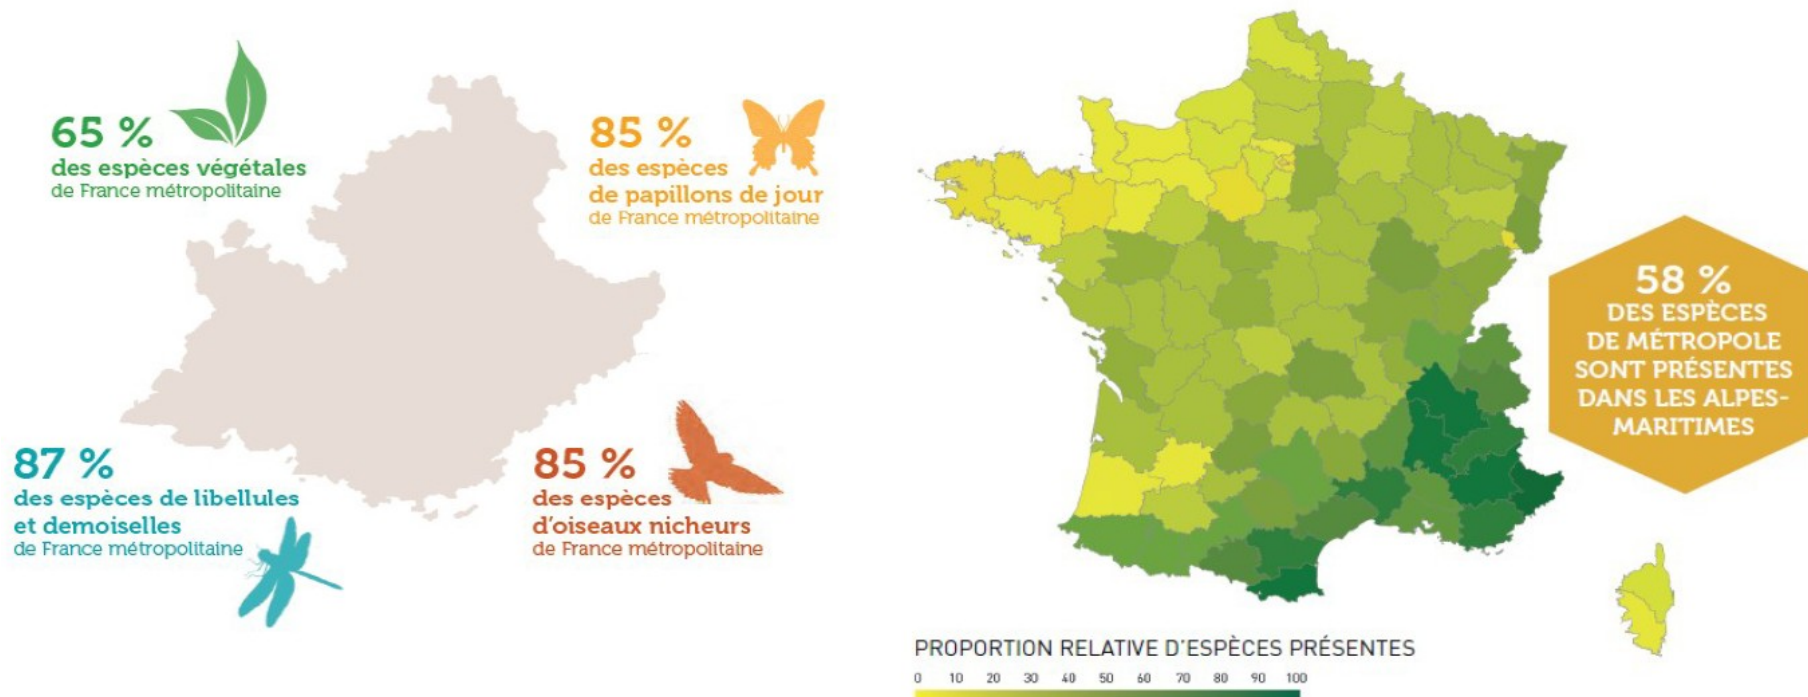 65 %
des espèces végétales
de France métropolitaine
85 %
des espèces
de papillons de jour
de France métropolitaine
87 %
des espèces de libellules
et demoiselles
de France métropolitaine
85 %
des espèces
d'oiseaux nicheurs
de France métropolitaine
58 %
DES ESPÈCES
DE MÉTROPOLE
SONT PRÉSENTES
DANS LES ALPES-
MARITIMES
PROPORTION RELATIVE D'ESPÈCES PRÉSENTES
0 10 20 30 40 50 60 70 80 90 100